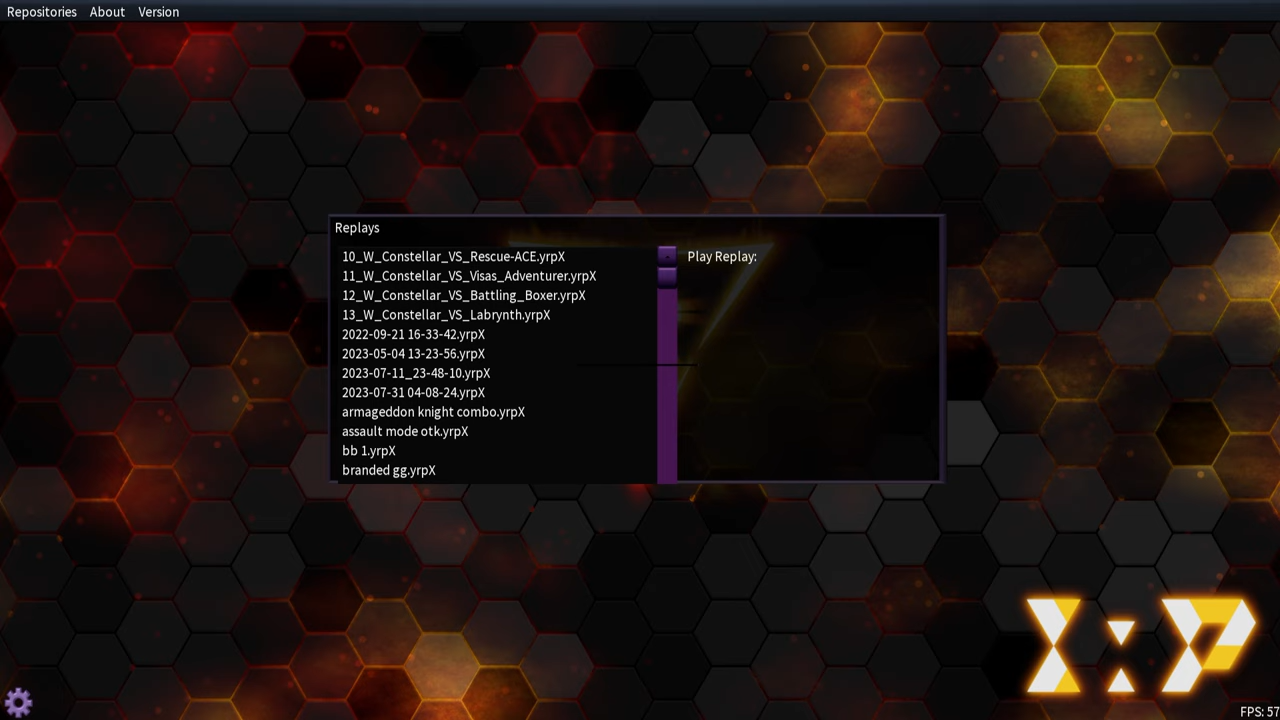 Repositories About Version
Replays
10_W_Constellar_VS_Rescue-ACE.yrpX
Play Replay:
11_W_Constellar_VS_Visas_Adventurer.yrpX
12_W_Constellar_VS_Battling_Boxer.yrpX
13_W_Constellar_VS_Labrynth.yrpX
2022-09-21 16-33-42.yrpX
2023-05-04 13-23-56.yrpX
2023-07-11_23-48-10.yrpX
2023-07-31 04-08-24.yrpX
armageddon knight combo.yrpX
assault mode otk.yrpX
bb 1.yrpX
branded gg.yrpX
X:P
FPS: 57